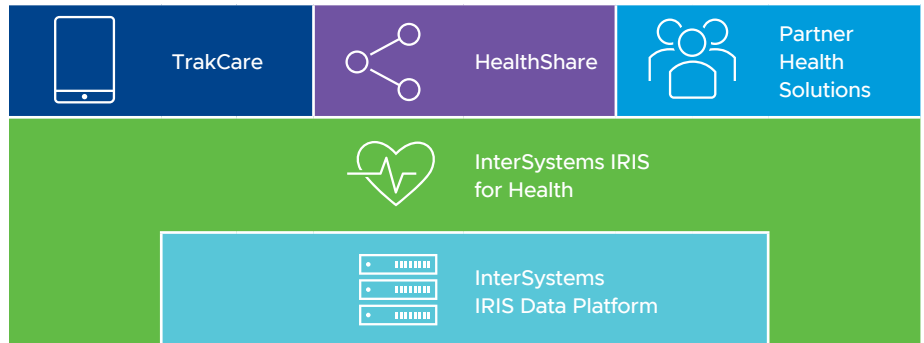 TrakCare
HealthShare
Partner
Health
Solutions
InterSystems IRIS
for Health
InterSystems
IRIS Data Platform